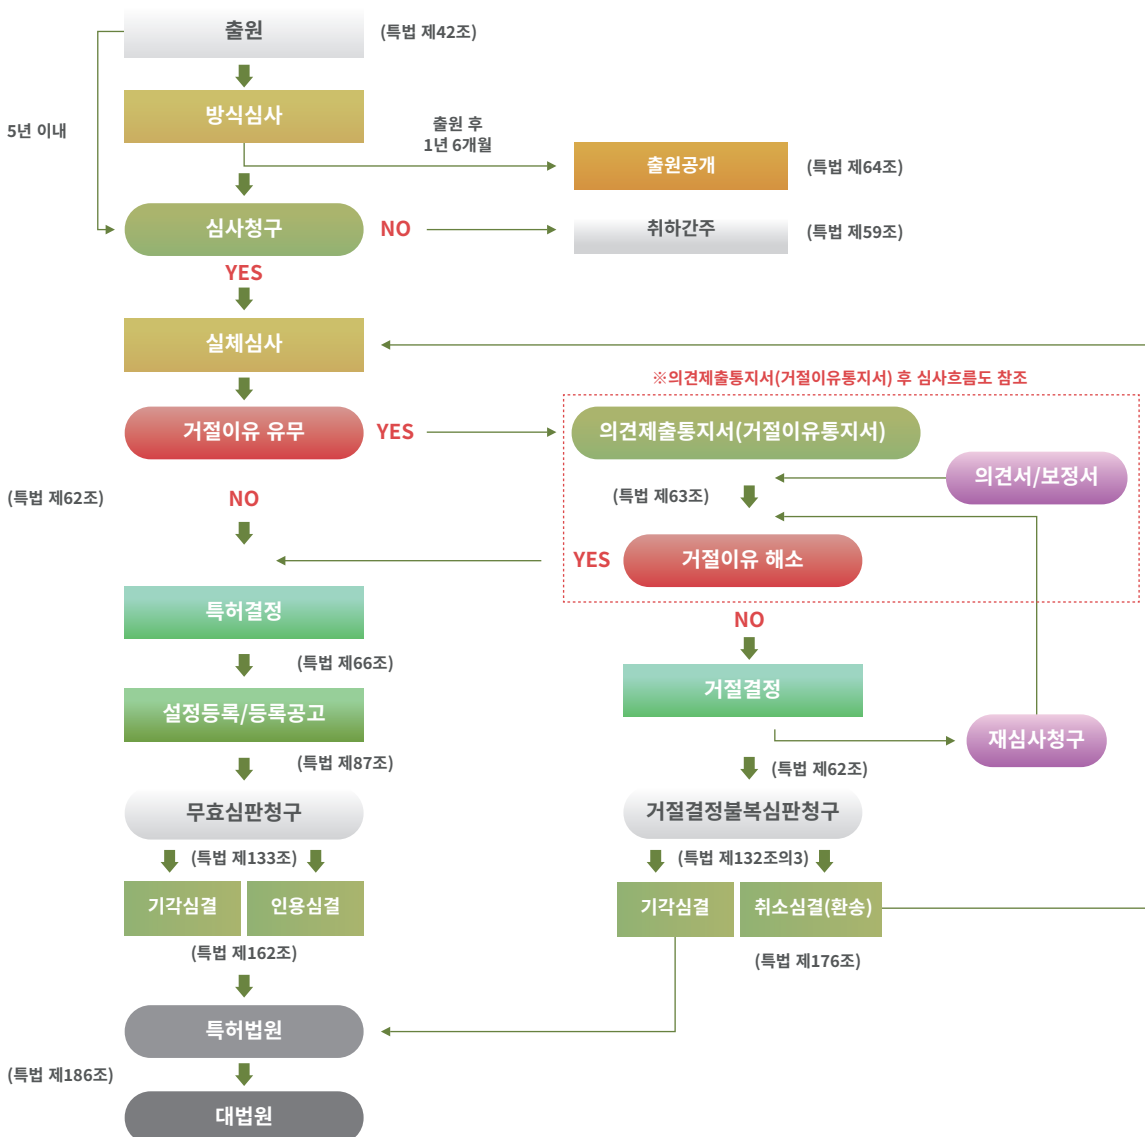 출원
(특법 제42조)
5년 이내
방식심사
출원 후
1년 6개월
출원공개
(특법 제64조)
심사청구
NO
취하간주
(특법 제59조)
YES
실체심사
※의견제출통지서(거절이유통지서) 후 심사흐름도 참조
거절이유 유무
YES
의견제출통지서(거절이유통지서)
의견서/보정서
(특법 제62조)
NO
(특법 제63조)
YES
거절이유 해소
특허결정
NO
(특법 제66조)
거절결정
설정등록/등록공고
재심사청구
(특법 제87조)
(특법 제62조)
무효심판청구
거절결정불복심판청구
(특법 제133조)
(특법 제132조의3)
기각심결
인용심결
기각심결
취소심결(환송)
(특법 제162조)
(특법 제176조)
특허법원
(특법 제186조)
대법원